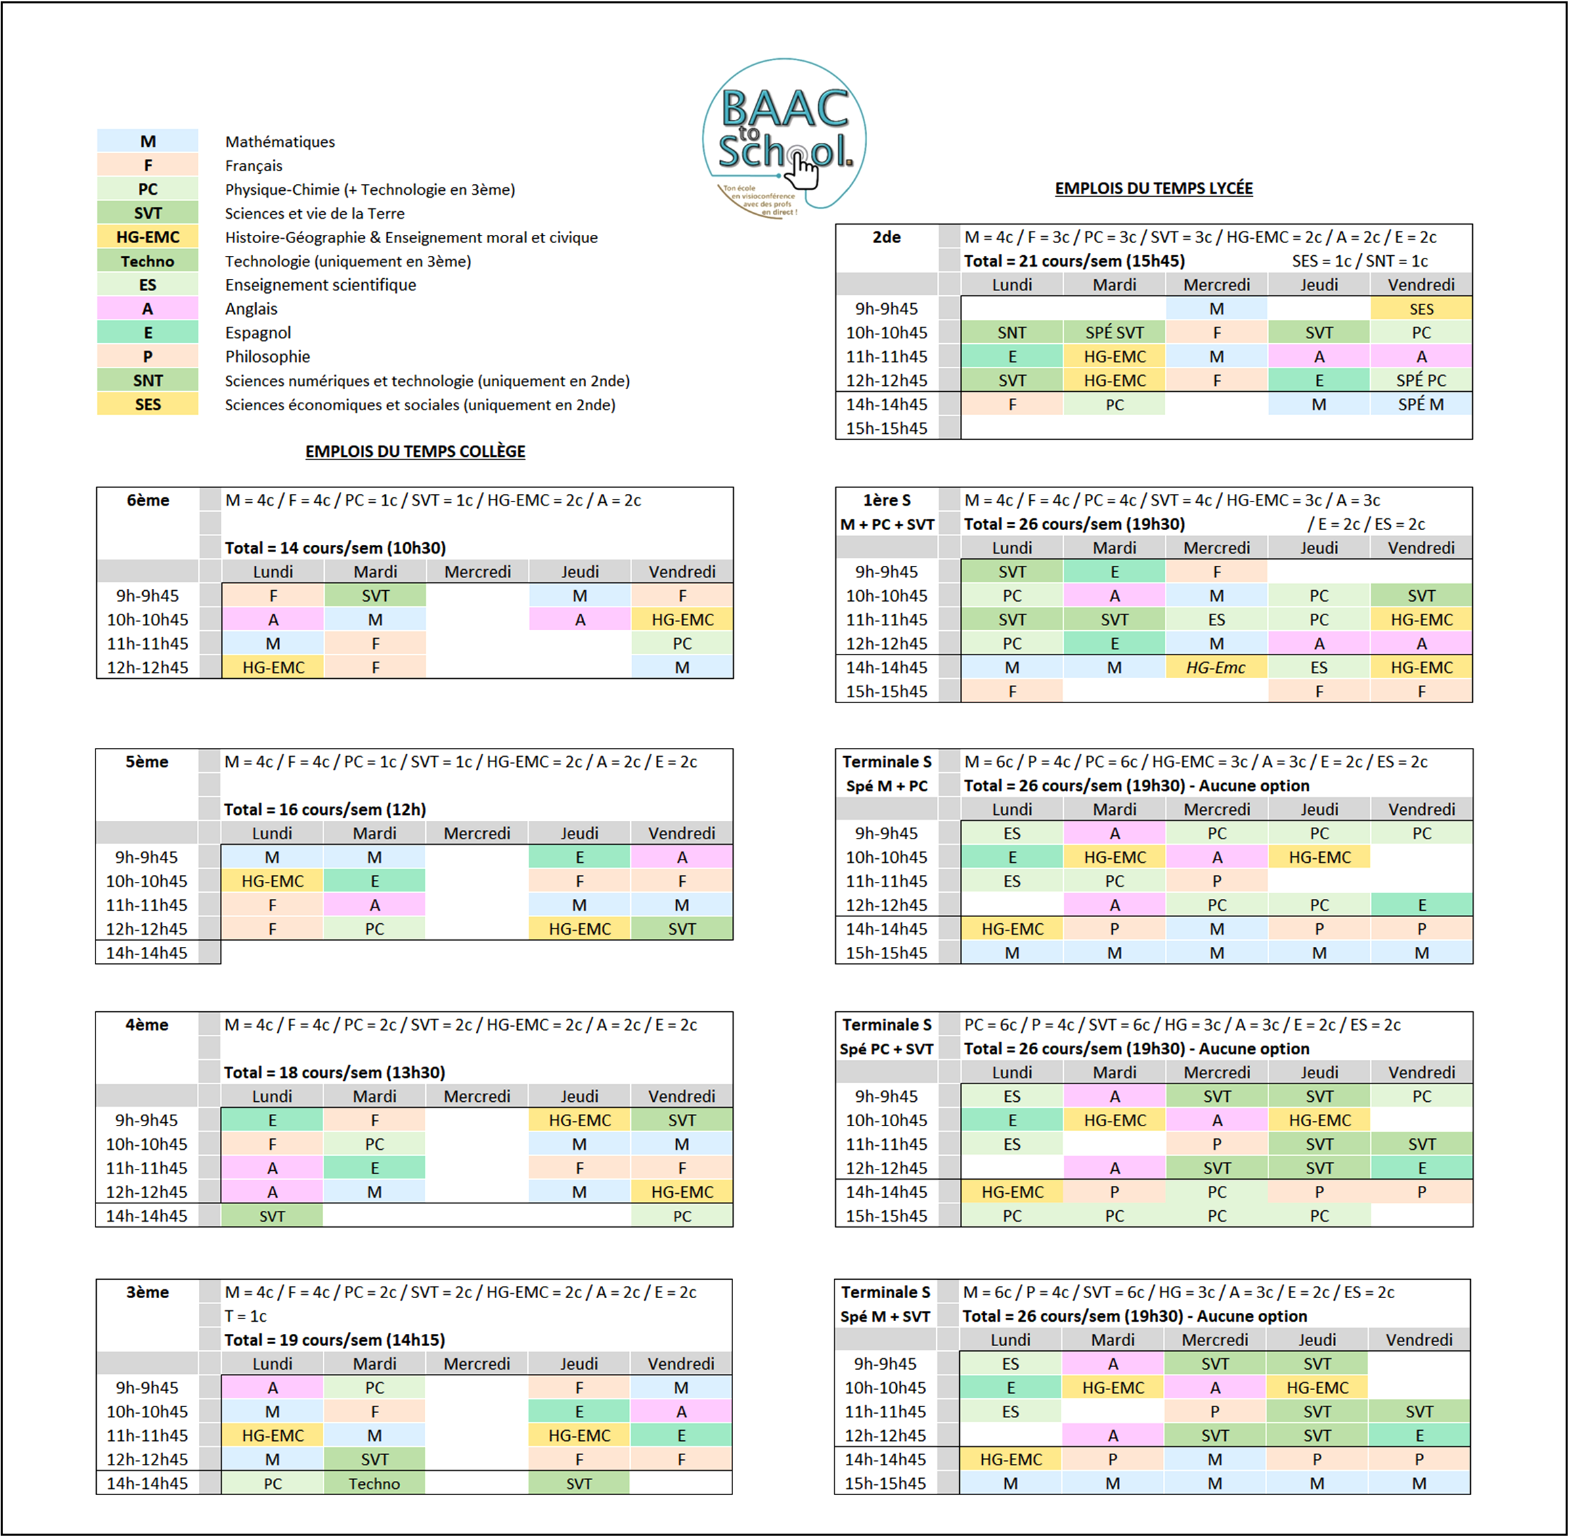 BAAC
to
School.
Ton école
en visioconférence
avec des profs
en direct !
M Mathématiques
F Français
PC Physique-Chimie (+ Technologie en 3ème)
SVT Sciences et vie de la Terre
HG-EMC Histoire-Géographie & Enseignement moral et civique
Techno Technologie (uniquement en 3ème)
ES Enseignement scientifique
A Anglais
E Espagnol
P Philosophie
SNT Sciences numériques et technologie (uniquement en 2nde)
SES Sciences économiques et sociales (uniquement en 2nde)
EMPLOIS DU TEMPS COLLÈGE
6ème M = 4c / F = 4c / PC = 1c / SVT = 1c / HG-EMC = 2c / A = 2c
Total = 14 cours/sem (10h30)
Lundi Mardi Mercredi Jeudi Vendredi
9h-9h45 F SVT M F
10h-10h45 A M A HG-EMC
11h-11h45 M F PC
12h-12h45 HG-EMC F M
5ème M = 4c / F = 4c / PC = 1c / SVT = 1c / HG-EMC = 2c / A = 2c / E = 2c
Total = 16 cours/sem (12h)
Lundi Mardi Mercredi Jeudi Vendredi
9h-9h45 M M E A
10h-10h45 HG-EMC E F F
11h-11h45 F A M M
12h-12h45 F PC HG-EMC SVT
14h-14h45
4ème M = 4c / F = 4c / PC = 2c / SVT = 2c / HG-EMC = 2c / A = 2c / E = 2c
Total = 18 cours/sem (13h30)
Lundi Mardi Mercredi Jeudi Vendredi
9h-9h45 E F HG-EMC SVT
10h-10h45 F PC M M
11h-11h45 A E F F
12h-12h45 A M M HG-EMC
14h-14h45 SVT PC
3ème M = 4c / F = 4c / PC = 2c / SVT = 2c / HG-EMC = 2c / A = 2c / E = 2c
T = 1c
Total = 19 cours/sem (14h15)
Lundi Mardi Mercredi Jeudi Vendredi
9h-9h45 A PC F M
10h-10h45 M F E A
11h-11h45 HG-EMC M HG-EMC E
12h-12h45 M SVT F F
14h-14h45 PC Techno SVT
EMPLOIS DU TEMPS LYCÉE
2de M = 4c / F = 3c / PC = 3c / SVT = 3c / HG-EMC = 2c / A = 2c / E = 2c
Total = 21 cours/sem (15h45) SES = 1c / SNT = 1c
Lundi Mardi Mercredi Jeudi Vendredi
9h-9h45 M SES
10h-10h45 SNT SPÉ SVT F SVT PC
11h-11h45 E HG-EMC M A A
12h-12h45 SVT HG-EMC F E SPÉ PC
14h-14h45 F PC M SPÉ M
15h-15h45
1ère S M = 4c / F = 4c / PC = 4c / SVT = 4c / HG-EMC = 3c / A = 3c
M + PC + SVT Total = 26 cours/sem (19h30) / E = 2c / ES = 2c
Lundi Mardi Mercredi Jeudi Vendredi
9h-9h45 SVT E F
10h-10h45 PC A M PC SVT
11h-11h45 SVT SVT ES PC HG-EMC
12h-12h45 PC E M A A
14h-14h45 M M HG-Emc ES HG-EMC
15h-15h45 F F F
Terminale S M = 6c / P = 4c / PC = 6c / HG-EMC = 3c / A = 3c / E = 2c / ES = 2c
Spé M + PC Total = 26 cours/sem (19h30) - Aucune option
Lundi Mardi Mercredi Jeudi Vendredi
9h-9h45 ES A PC PC PC
10h-10h45 E HG-EMC A HG-EMC
11h-11h45 ES PC P
12h-12h45 A PC PC E
14h-14h45 HG-EMC P M P P
15h-15h45 M M M M M
Terminale S PC = 6c / P = 4c / SVT = 6c / HG = 3c / A = 3c / E = 2c / ES = 2c
Spé PC + SVT Total = 26 cours/sem (19h30) - Aucune option
Lundi Mardi Mercredi Jeudi Vendredi
9h-9h45 ES A SVT SVT PC
10h-10h45 E HG-EMC A HG-EMC
11h-11h45 ES P SVT SVT
12h-12h45 A SVT SVT E
14h-14h45 HG-EMC P PC P P
15h-15h45 PC PC PC PC
Terminale S M = 6c / P = 4c / SVT = 6c / HG = 3c / A = 3c / E = 2c / ES = 2c
Spé M + SVT Total = 26 cours/sem (19h30) - Aucune option
Lundi Mardi Mercredi Jeudi Vendredi
9h-9h45 ES A SVT SVT
10h-10h45 E HG-EMC A HG-EMC
11h-11h45 ES P SVT SVT
12h-12h45 A SVT SVT E
14h-14h45 HG-EMC P M P P
15h-15h45 M M M M M